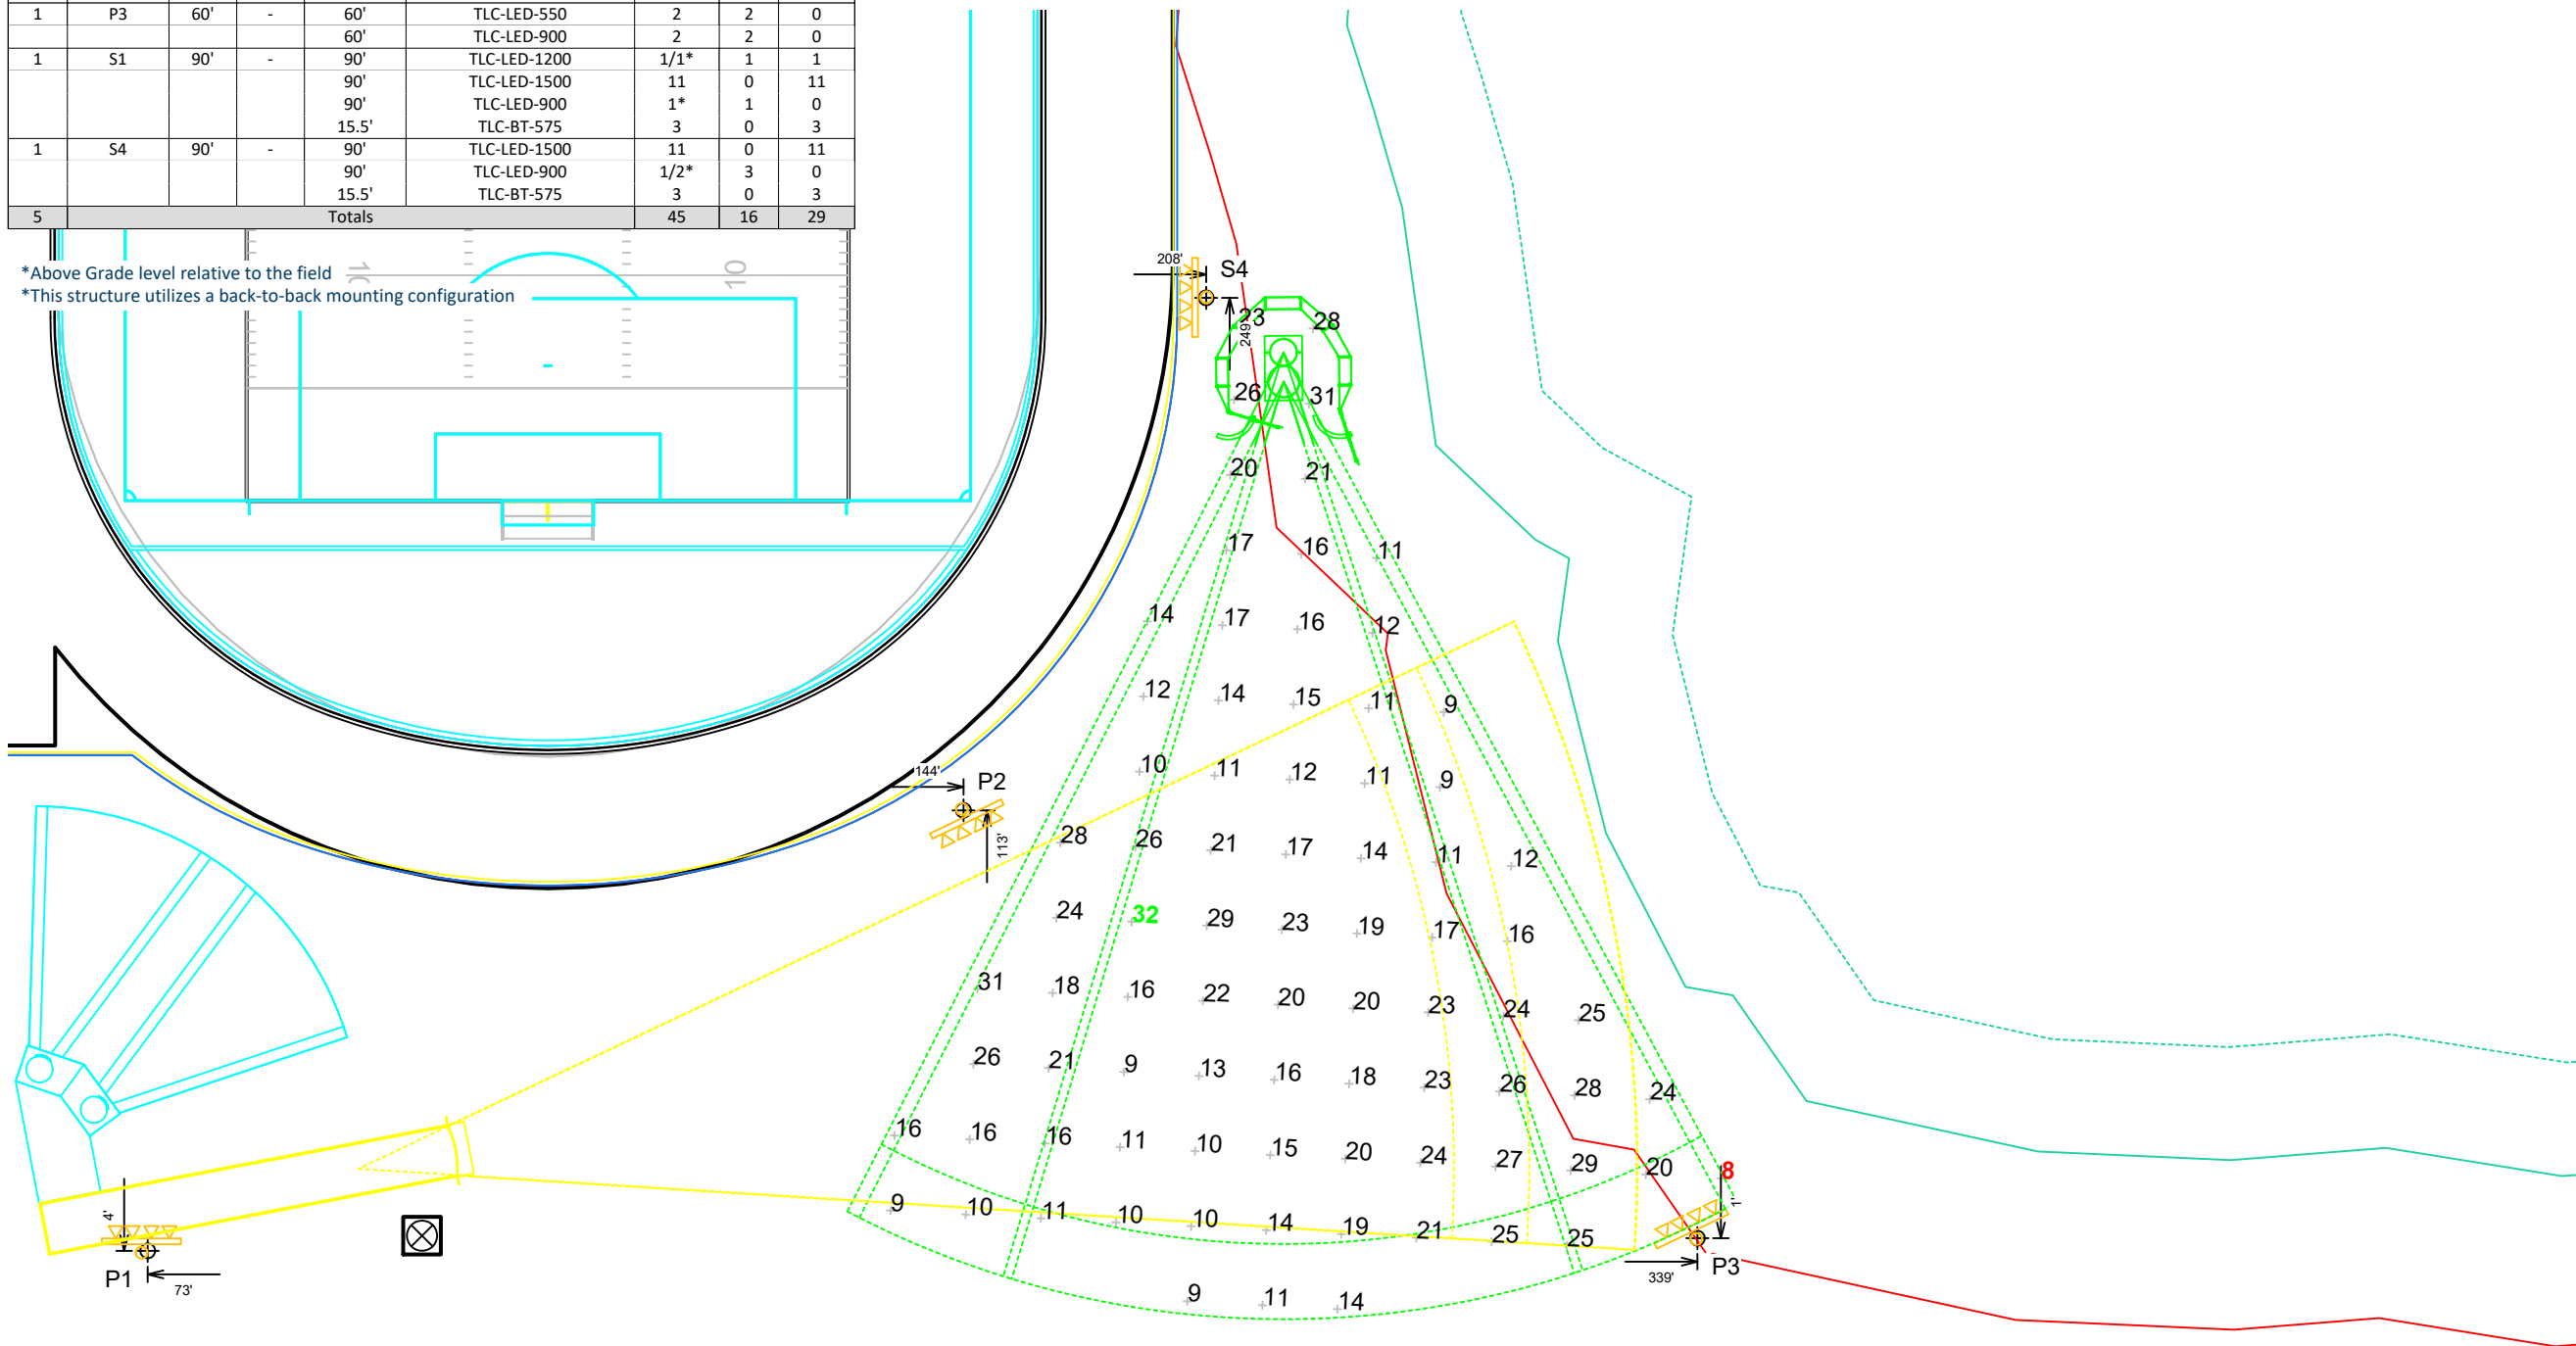 1 P3 60' - 60' TLC-LED-550 2 2 0
60' TLC-LED-900 2 2 0
1 S1 90' - 90' TLC-LED-1200 1/1* 1 1
90' TLC-LED-1500 11 0 11
90' TLC-LED-900 1* 1 0
15.5' TLC-BT-575 3 0 3
1 S4 90' - 90' TLC-LED-1500 11 0 11
90' TLC-LED-900 1/2* 3 0
15.5' TLC-BT-575 3 0 3
5 Totals 45 16 29
*Above Grade level relative to the field
*This structure utilizes a back-to-back mounting configuration
10 10
208' S4
249'
23 28
26 31
20 21
17 16 11
14 17 16 12
12 14 15 11 9
10 11 12 11 9
144' P2
113'
28 26 21 17 14 11 12
24 32 29 23 19 17 16
31 18 16 22 20 20 23 24 25
26 21 9 13 16 18 23 26 28 24
16 16 16 11 10 15 20 24 27 29 20 8
9 10 11 10 10 14 19 21 25 25
9 11 14
4'
P1
73'
1'
339'
P3